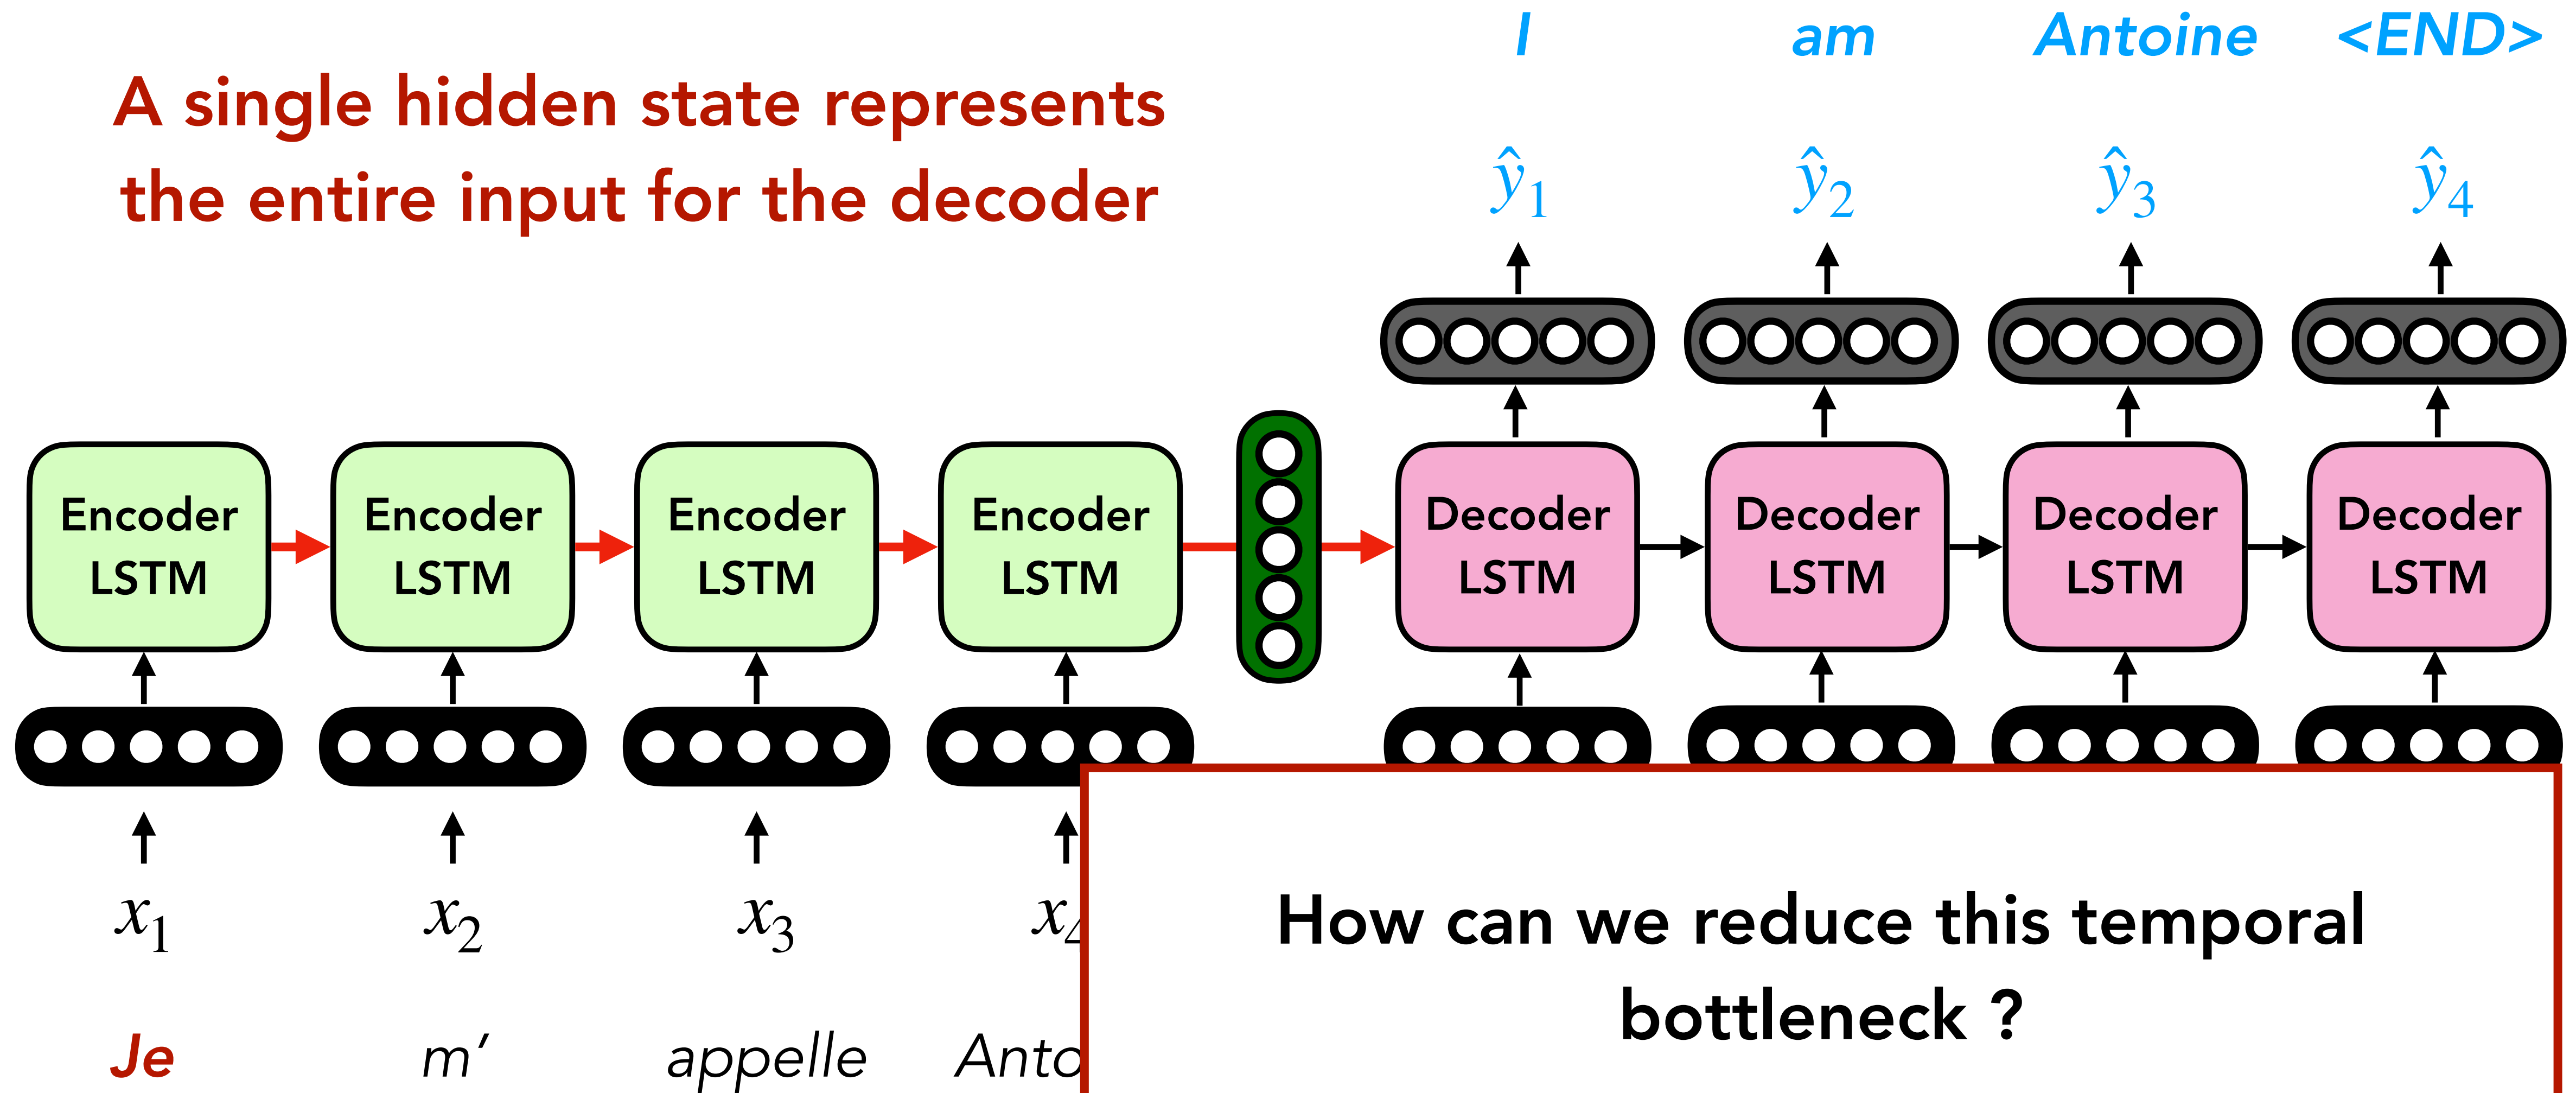 I am Antoine <END>
A single hidden state represents
the entire input for the decoder
ŷ1 ŷ2 ŷ3 ŷ4
Encoder Encoder Encoder Encoder Decoder Decoder Decoder Decoder
LSTM LSTM LSTM LSTM LSTM LSTM LSTM LSTM
x1 x2 x3 x4
How can we reduce this temporal
bottleneck ?
Je m’ appelle Anto